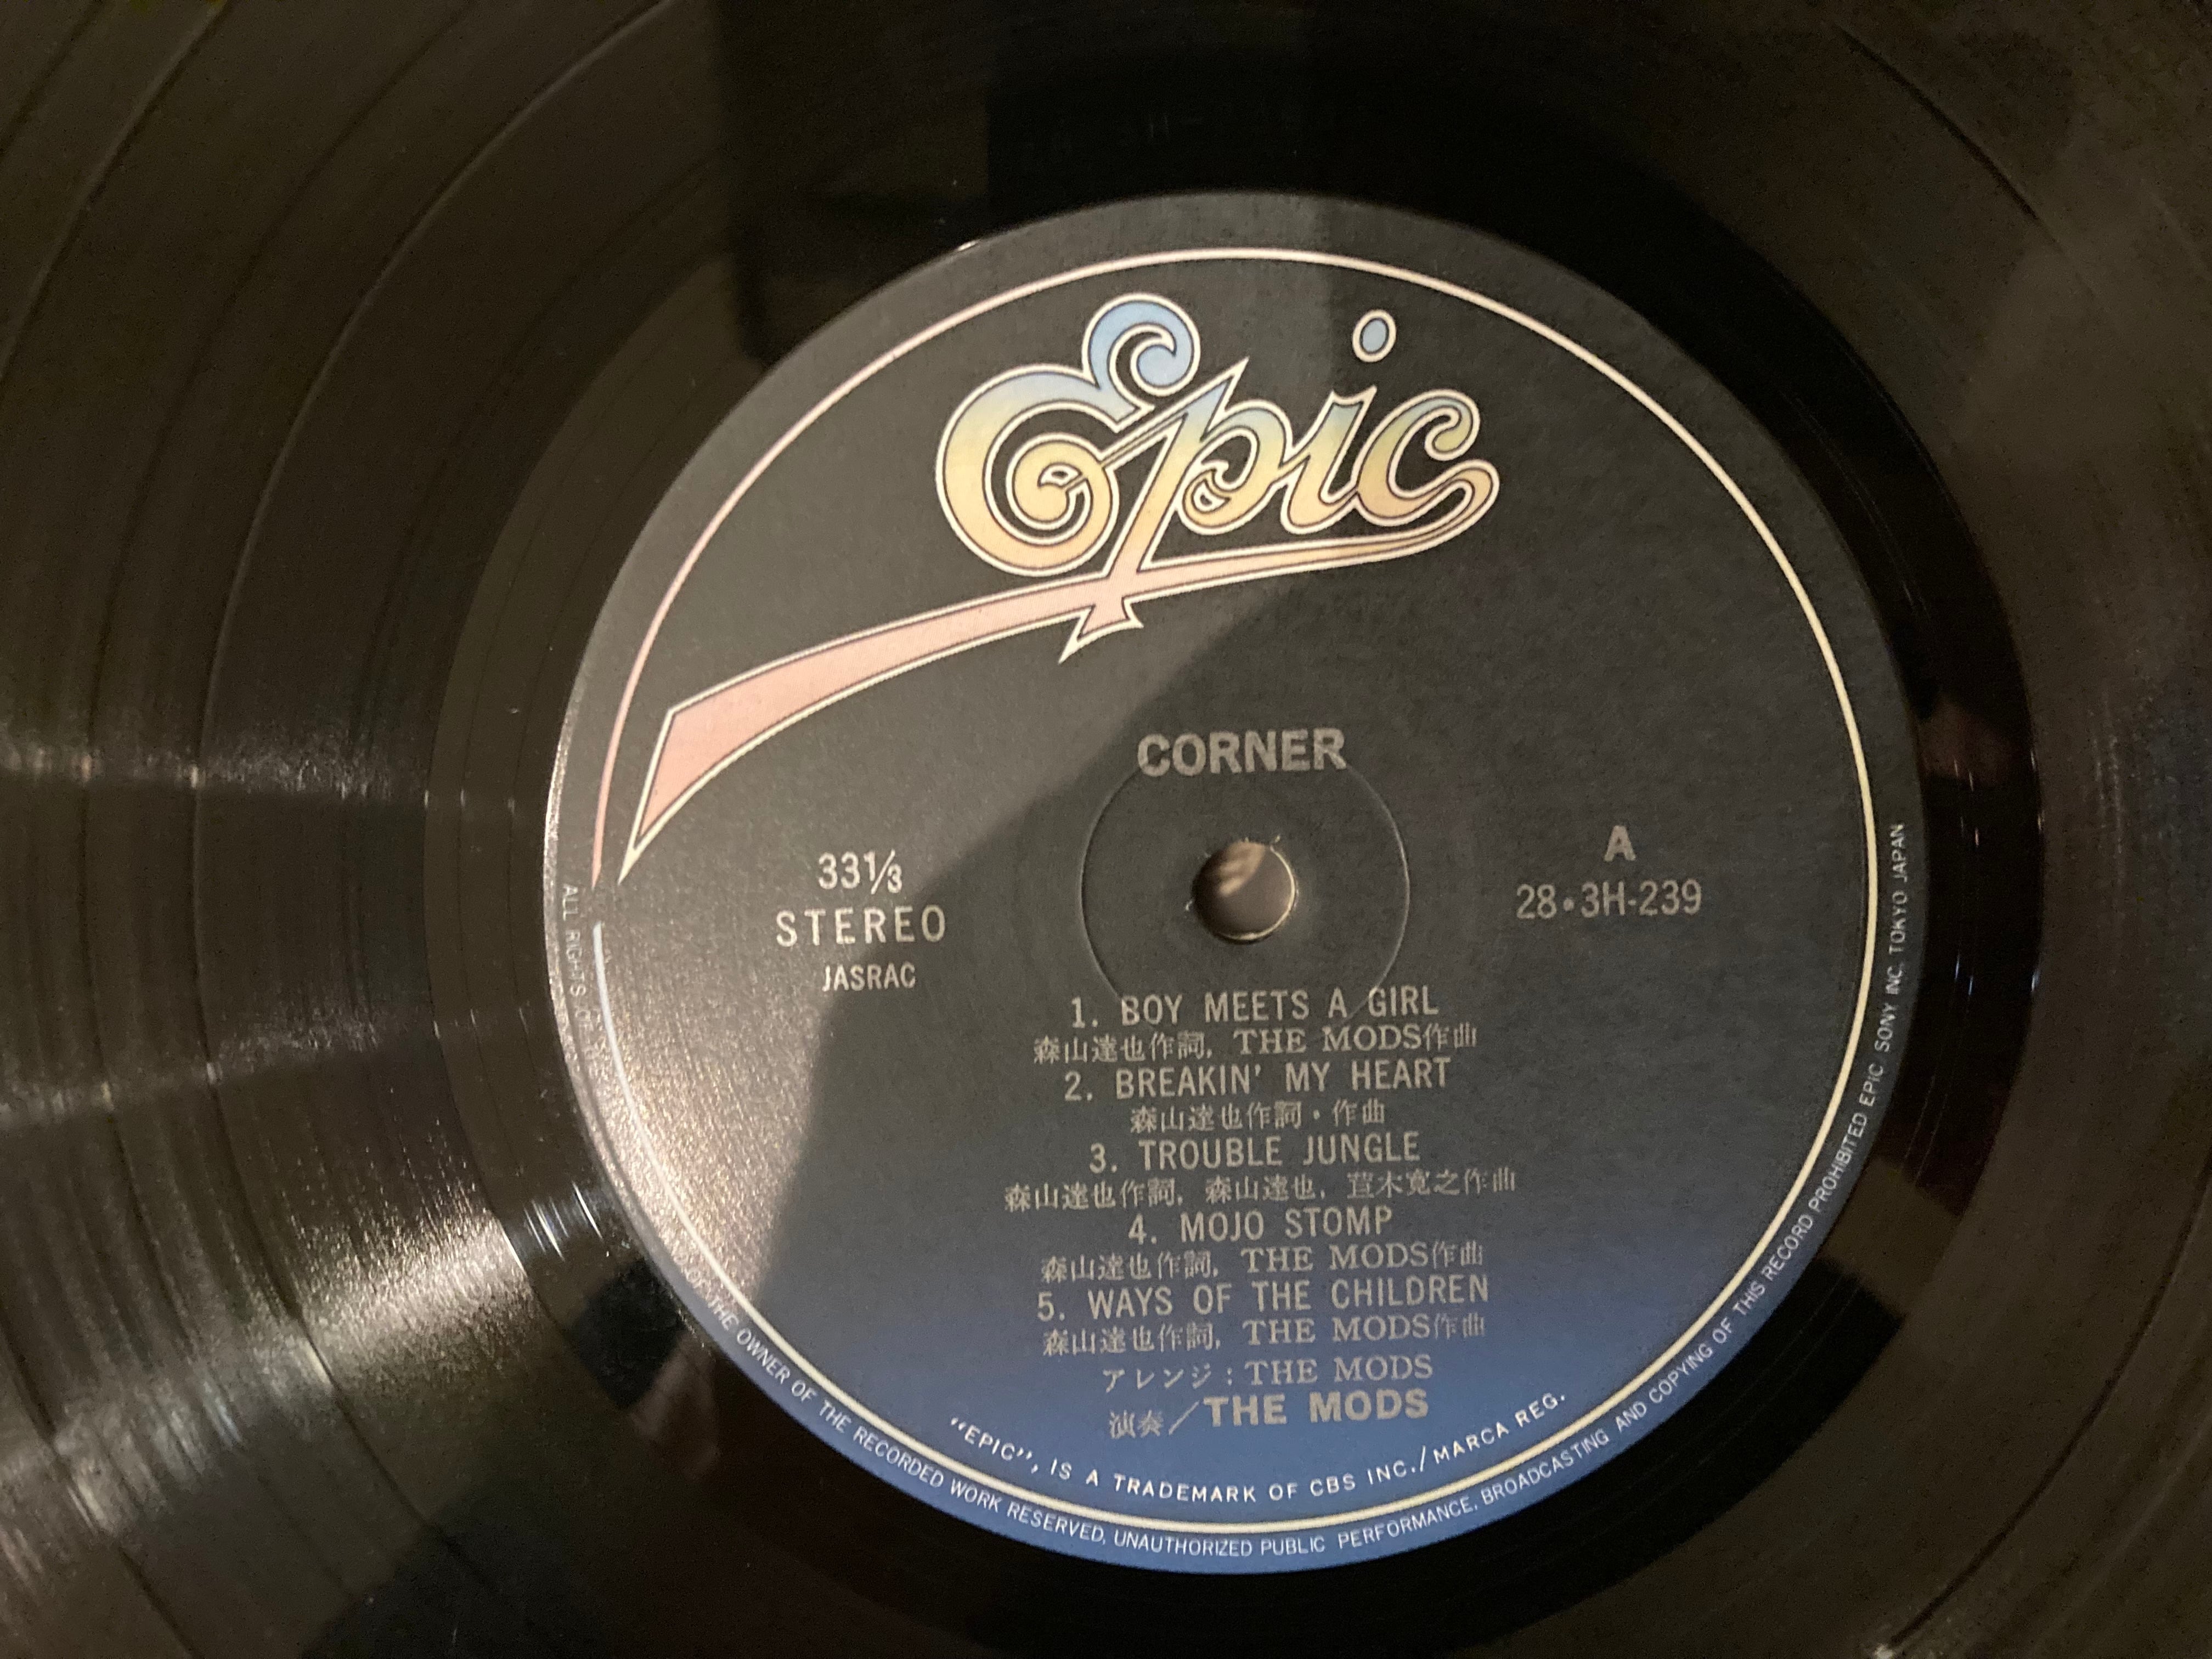 Epic
CORNER
33⅓
STEREO
JASRAC
A
28・3H-239
1. BOY MEETS A GIRL
森山達也作詞, THE MODS作曲
2. BREAKIN' MY HEART
森山達也作詞・作曲
3. TROUBLE JUNGLE
森山達也作詞, 森山達也, 苣木寛之作曲
4. MOJO STOMP
森山達也作詞, THE MODS作曲
5. WAYS OF THE CHILDREN
森山達也作詞, THE MODS作曲
アレンジ：THE MODS
演奏／THE MODS
"EPIC", IS A TRADEMARK OF CBS INC./MARCA REG.
ALL RIGHTS THE OWNER OF THE RECORDED WORK RESERVED, UNAUTHORIZED PUBLIC PERFORMANCE, BROADCASTING AND COPYING OF THIS RECORD PROHIBITED EPIC SONY INC. TOKYO JAPAN